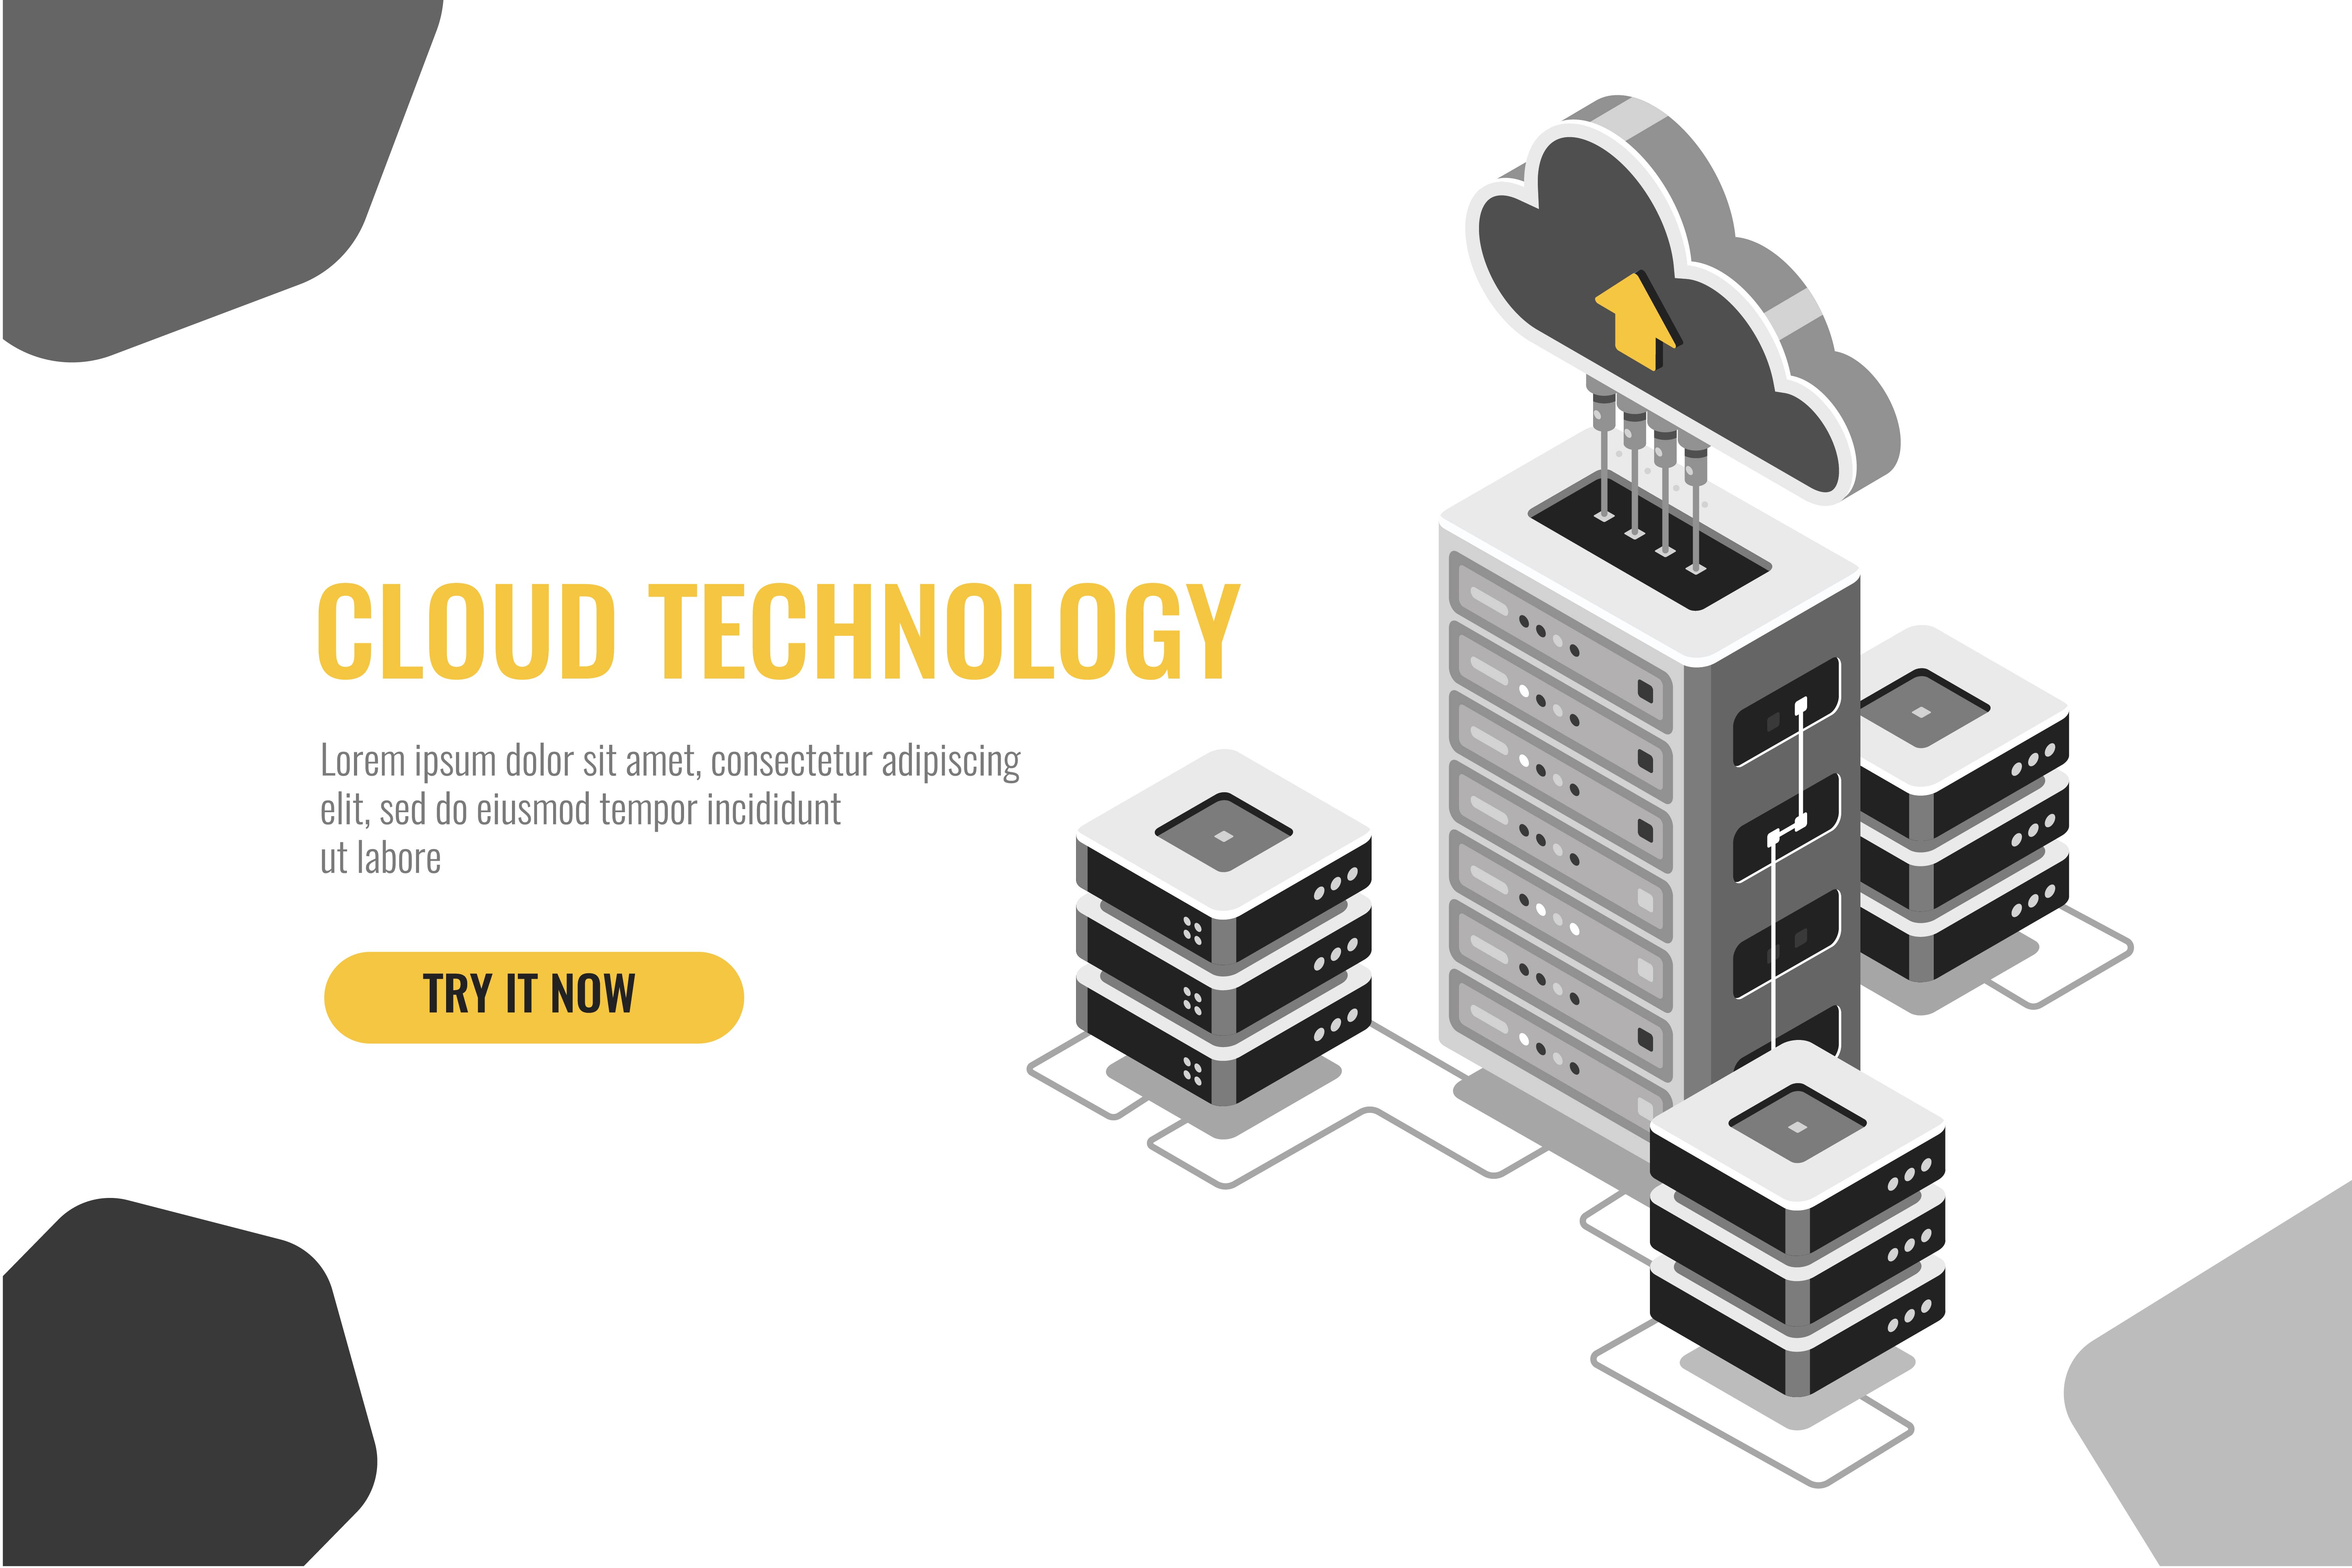 CLOUD TECHNOLOGY
Lorem ipsum dolor sit amet, consectetur adipiscing
elit, sed do eiusmod tempor incididunt
ut labore
TRY IT NOW